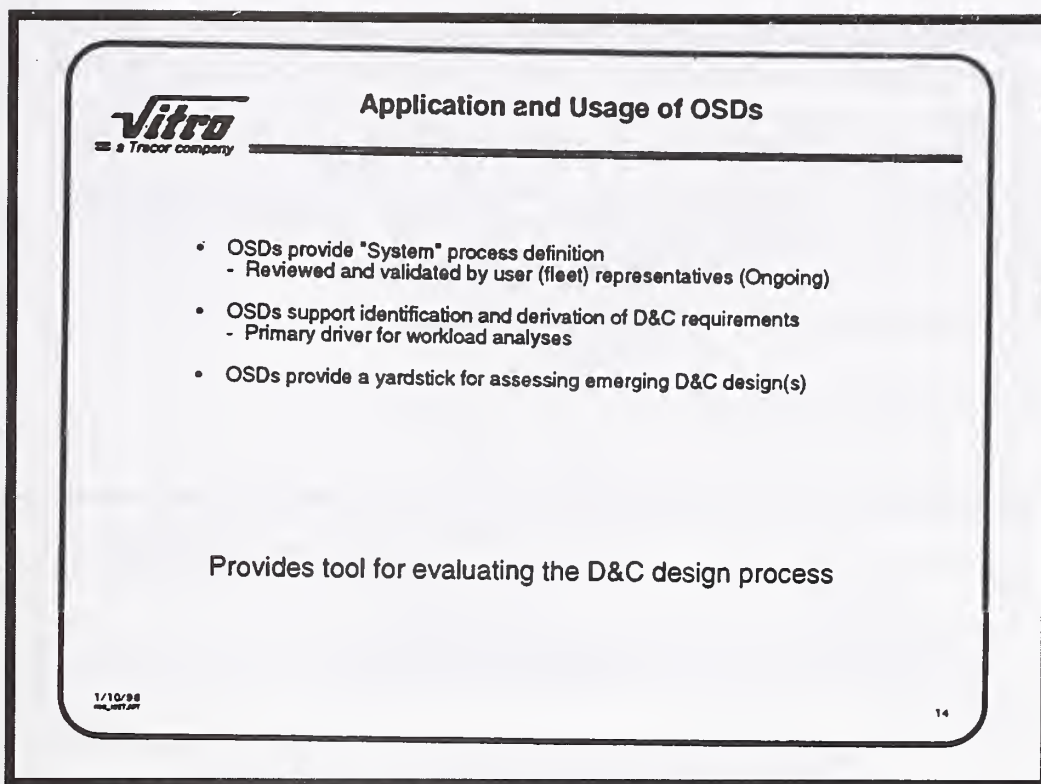 Vitro
a Tracor company
Application and Usage of OSDs
• OSDs provide "System" process definition
- Reviewed and validated by user (fleet) representatives (Ongoing)
• OSDs support identification and derivation of D&C requirements
- Primary driver for workload analyses
• OSDs provide a yardstick for assessing emerging D&C design(s)
Provides tool for evaluating the D&C design process
1/10/96
14